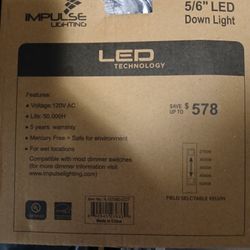 IMPULSE
LIGHTING
5/6" LED
Down Light
LED
TECHNOLOGY
Features:
• Voltage:120V AC
• Life: 50,000H
• 5 years warranty
• Mercury Free = Safe for environment
• For wet locations
Compatible with most dimmer switches
(for more dimmer information visit
www.impulselighting.com)
SAVE
UP TO
$ 578
FIELD SELECTABLE KELVIN
Made in China